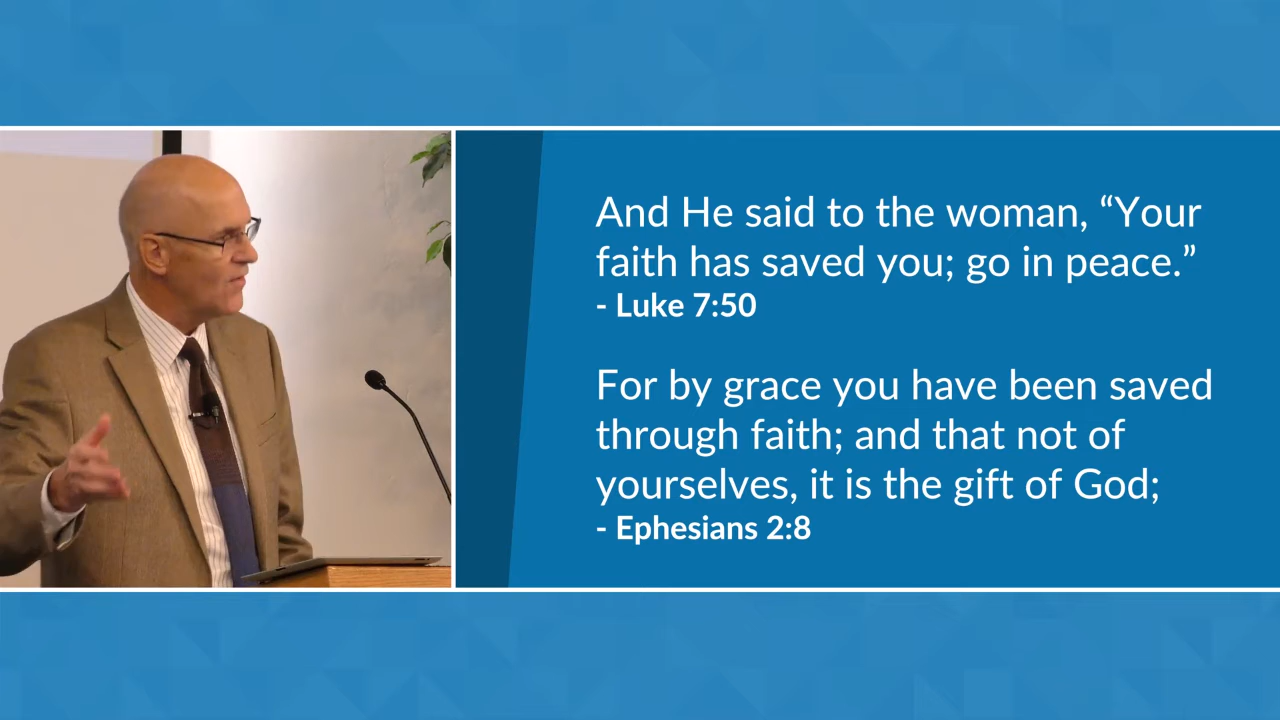 And He said to the woman, “Your
faith has saved you; go in peace.”
- Luke 7:50
For by grace you have been saved
through faith; and that not of
yourselves, it is the gift of God;
- Ephesians 2:8